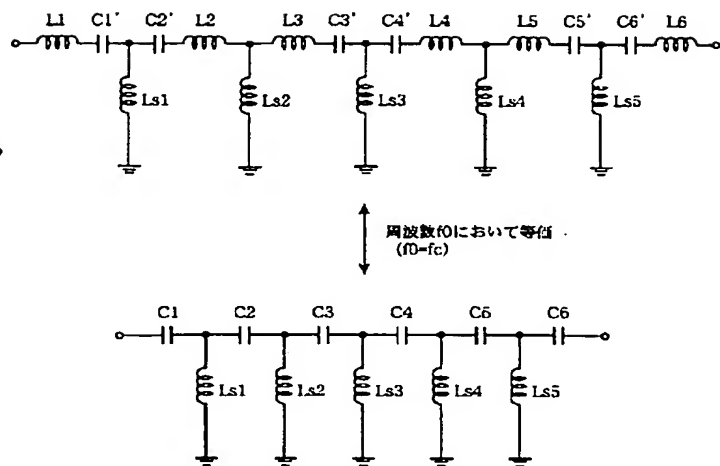 L1 C1' C2' L2 L3 C3' C4' L4 L5 C5' C6' L6
Ls1 Ls2 Ls3 Ls4 Ls5
周波数f0において等価
(f0=fc)
C1 C2 C3 C4 C5 C6
Ls1 Ls2 Ls3 Ls4 Ls5